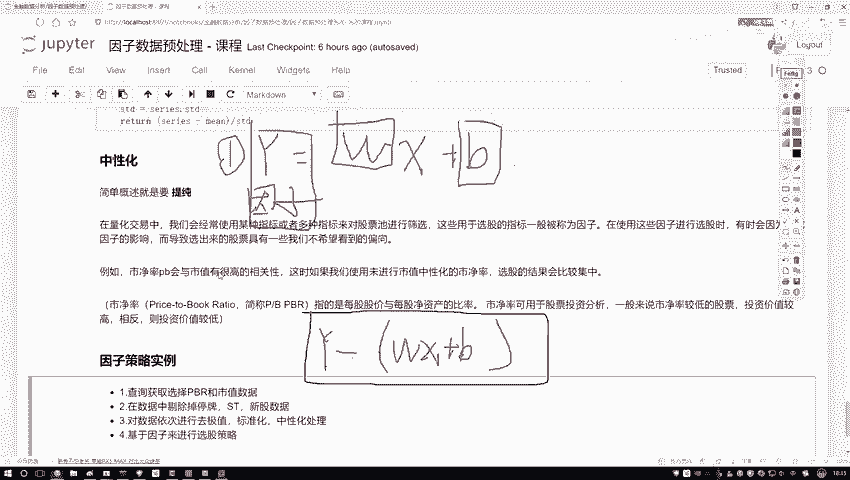 jupyter 因子数据预处理 - 课程 Last Checkpoint: 6 hours ago (autosaved)
Logout
File Edit View Insert Call Kernel Widgets Help
Trusted
3
Markdown
std = series.std
return (series - mean)/std
① Y = W X + b
因子
中性化
简单概述就是要 提纯
在量化交易中，我们会经常使用某种指标或者多种指标来对股票池进行筛选，这些用于选股的指标一般被称为因子。在使用这些因子进行选股时，有时会因为
因子的影响，而导致选出来的股票具有一些我们不希望看到的偏向。
例如，市净率pb会与市值有很高的相关性，这时如果我们使用未进行市值中性化的市净率，选股的结果会比较集中。
（市净率（Price-to-Book Ratio，简称P/B PBR）指的是每股股价与每股净资产的比率。 市净率可用于股票投资分析，一般来说市净率较低的股票，投资价值较
高，相反，则投资价值较低）
Y - (WX+b)
因子策略实例
1.查询获取选择PBR和市值数据
2.在数据中剔除掉停牌，ST，新股数据
3.对数据依次进行去极值，标准化，中性化处理
4.基于因子来进行选股策略
18:15